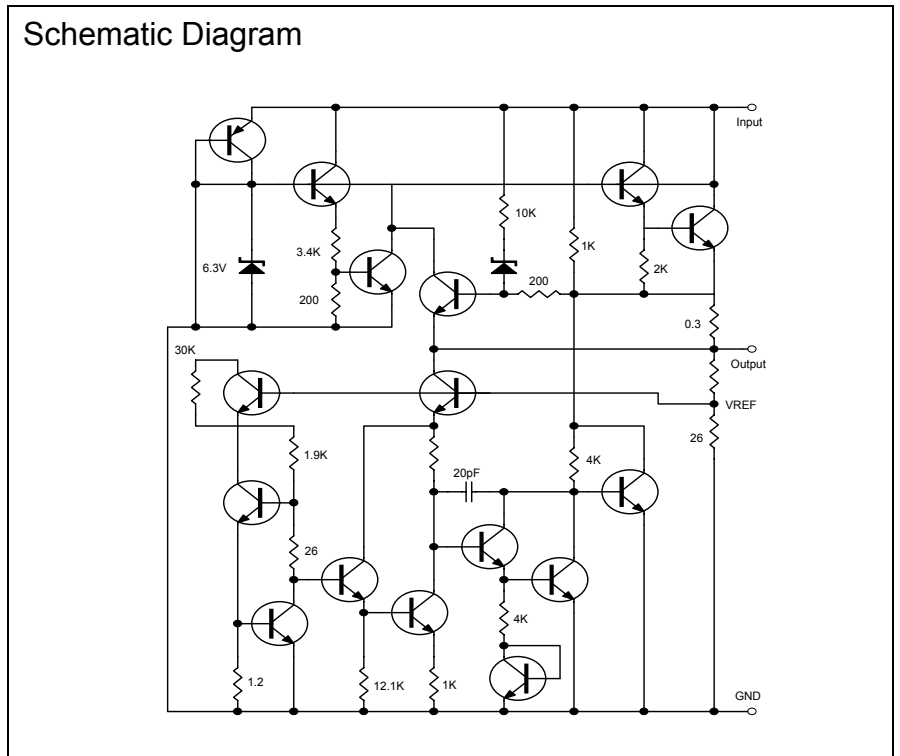 Schematic Diagram
Input
10K
3.4K
1K
6.3V
2K
200
200
0.3
30K
Output
VREF
26
1.9K
4K
20pF
26
4K
1.2
12.1K
1K
GND